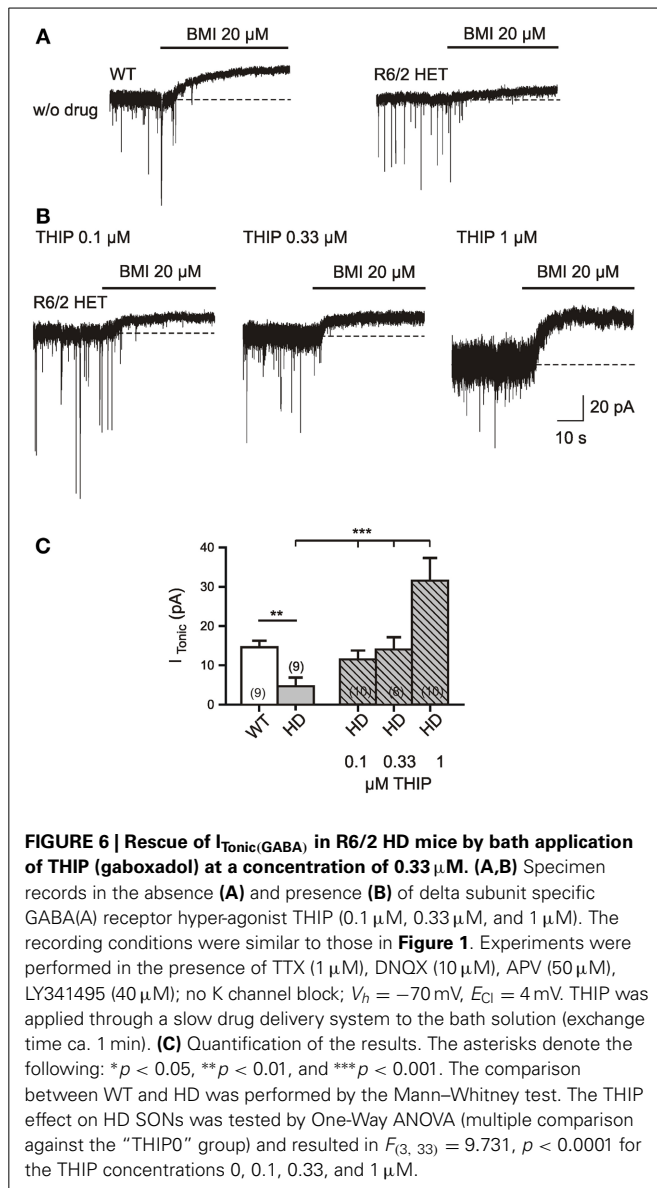 A
BMI 20 µM
BMI 20 µM
WT
R6/2 HET
w/o drug
B
THIP 0.1 µM
THIP 0.33 µM
THIP 1 µM
BMI 20 µM
BMI 20 µM
BMI 20 µM
R6/2 HET
20 pA
10 s
C
***
40
30
20
10
0
I Tonic (pA)
**
(9)
(9)
(10)
(8)
(10)
WT
HD
HD
HD
HD
0.1 0.33 1
µM THIP
FIGURE 6 | Rescue of I_Tonic(GABA) in R6/2 HD mice by bath application
of THIP (gaboxadol) at a concentration of 0.33 µM. (A,B) Specimen
records in the absence (A) and presence (B) of delta subunit specific
GABA(A) receptor hyper-agonist THIP (0.1 µM, 0.33 µM, and 1 µM). The
recording conditions were similar to those in Figure 1. Experiments were
performed in the presence of TTX (1 µM), DNQX (10 µM), APV (50 µM),
LY341495 (40 µM); no K channel block; V_h = −70 mV, E_Cl = 4 mV. THIP was
applied through a slow drug delivery system to the bath solution (exchange
time ca. 1 min). (C) Quantification of the results. The asterisks denote the
following: *p < 0.05, **p < 0.01, and ***p < 0.001. The comparison
between WT and HD was performed by the Mann–Whitney test. The THIP
effect on HD SONs was tested by One-Way ANOVA (multiple comparison
against the “THIP0” group) and resulted in F(3, 33) = 9.731, p < 0.0001 for
the THIP concentrations 0, 0.1, 0.33, and 1 µM.